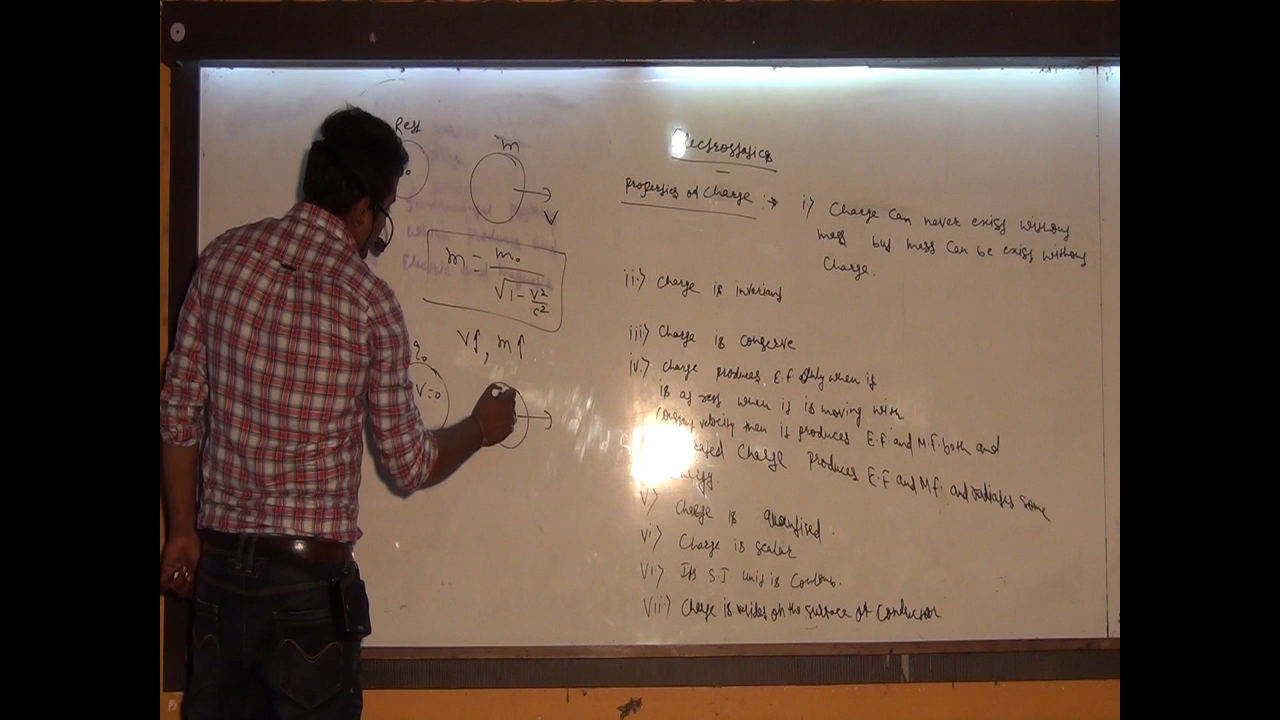 Rest
m
V
m = m₀ / √1 - V²/C²
V↑, m↑
q₀
V=0
Electrostatics
Properties of Charge :→ i) Charge Can never exist without
mass but mass Can be exist without
Charge.
ii) Charge is invariant
iii) Charge is conserve
iv) Charge produces E.f only when it
is at rest when it is moving with
Constant velocity then it produces E.f. and M.f. both and
Charge Produces E.F and M.f. and radiates some
v) Charge is quantised.
vi) Charge is scalar
vi) Its S.I unit is Coulomb.
vii) Charge is resides on the surface of Conductor